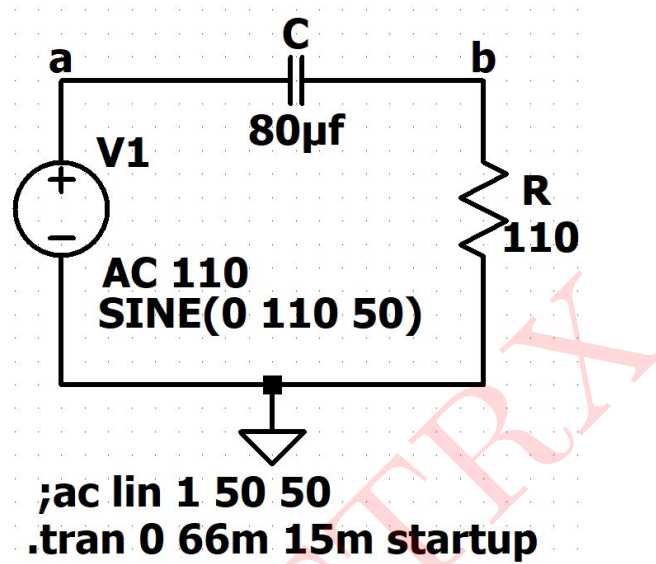 C
a
b
80µf
V1
R
110
AC 110
SINE(0 110 50)
;ac lin 1 50 50
.tran 0 66m 15m startup